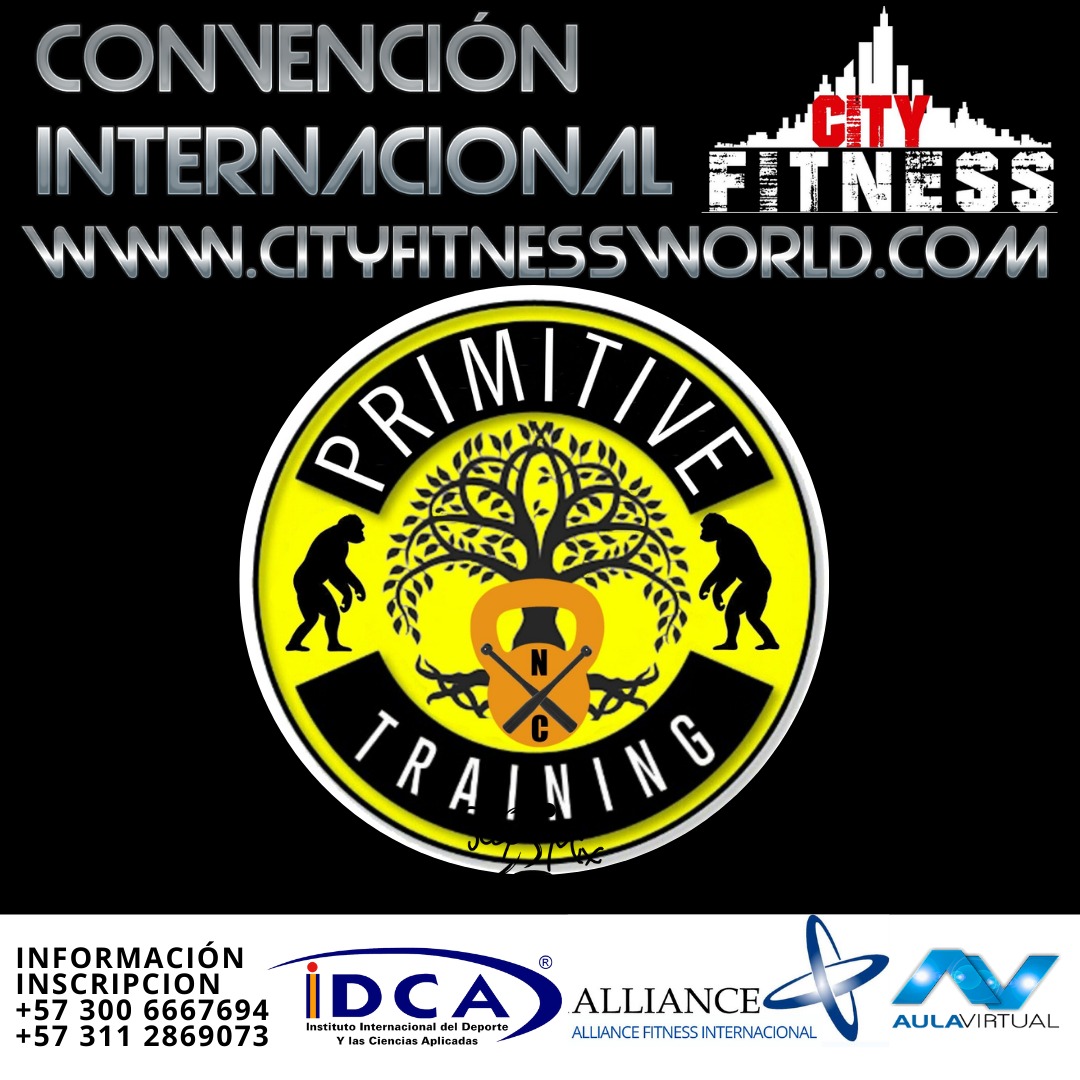 CONVENCIÓN
INTERNACIONAL
CITY
FITNESS
WWW.CITYFITNESSWORLD.COM
PRIMITIVE
N
C
TRAINING
INFORMACIÓN
INSCRIPCION
+57 300 6667694
+57 311 2869073
iDCA®
Instituto Internacional del Deporte
Y las Ciencias Aplicadas
ALLIANCE
ALLIANCE FITNESS INTERNACIONAL
AV
AULAVIRTUAL